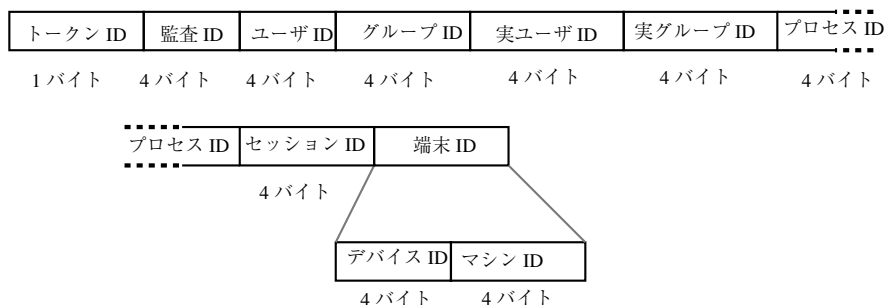 トークン ID 監査 ID ユーザ ID グループ ID 実ユーザ ID 実グループ ID プロセス ID
1 バイト 4 バイト 4 バイト 4 バイト 4 バイト 4 バイト 4 バイト
プロセス ID セッション ID 端末 ID
4 バイト
デバイス ID マシン ID
4 バイト 4 バイト